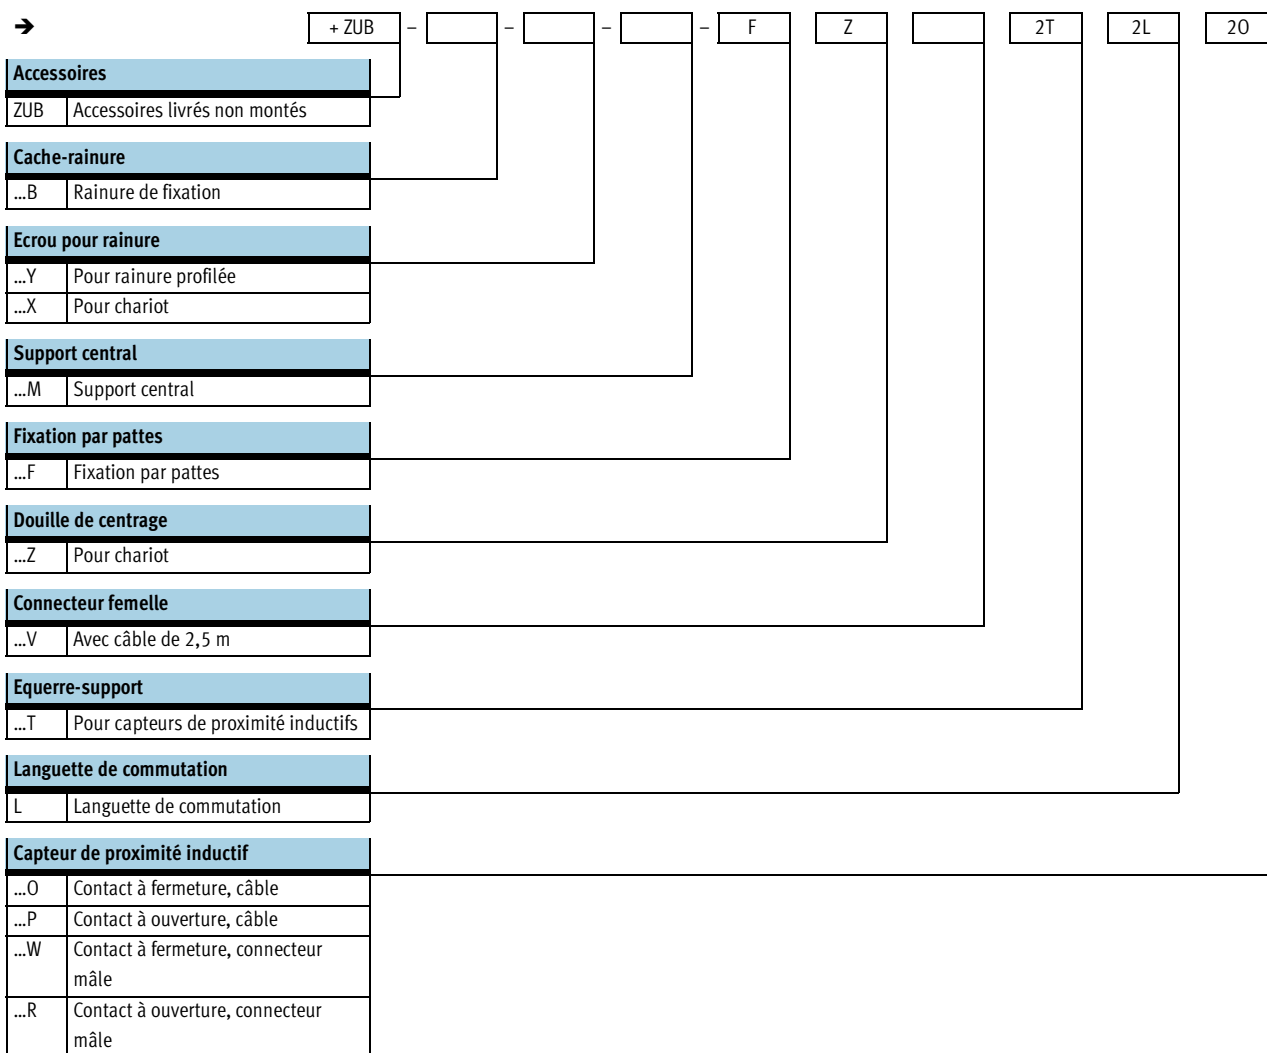 ➔ + ZUB – – – – F Z 2T 2L 2O
Accessoires
ZUB Accessoires livrés non montés
Cache-rainure
...B Rainure de fixation
Ecrou pour rainure
...Y Pour rainure profilée
...X Pour chariot
Support central
...M Support central
Fixation par pattes
...F Fixation par pattes
Douille de centrage
...Z Pour chariot
Connecteur femelle
...V Avec câble de 2,5 m
Equerre-support
...T Pour capteurs de proximité inductifs
Languette de commutation
L Languette de commutation
Capteur de proximité inductif
...O Contact à fermeture, câble
...P Contact à ouverture, câble
...W Contact à fermeture, connecteur
mâle
...R Contact à ouverture, connecteur
mâle